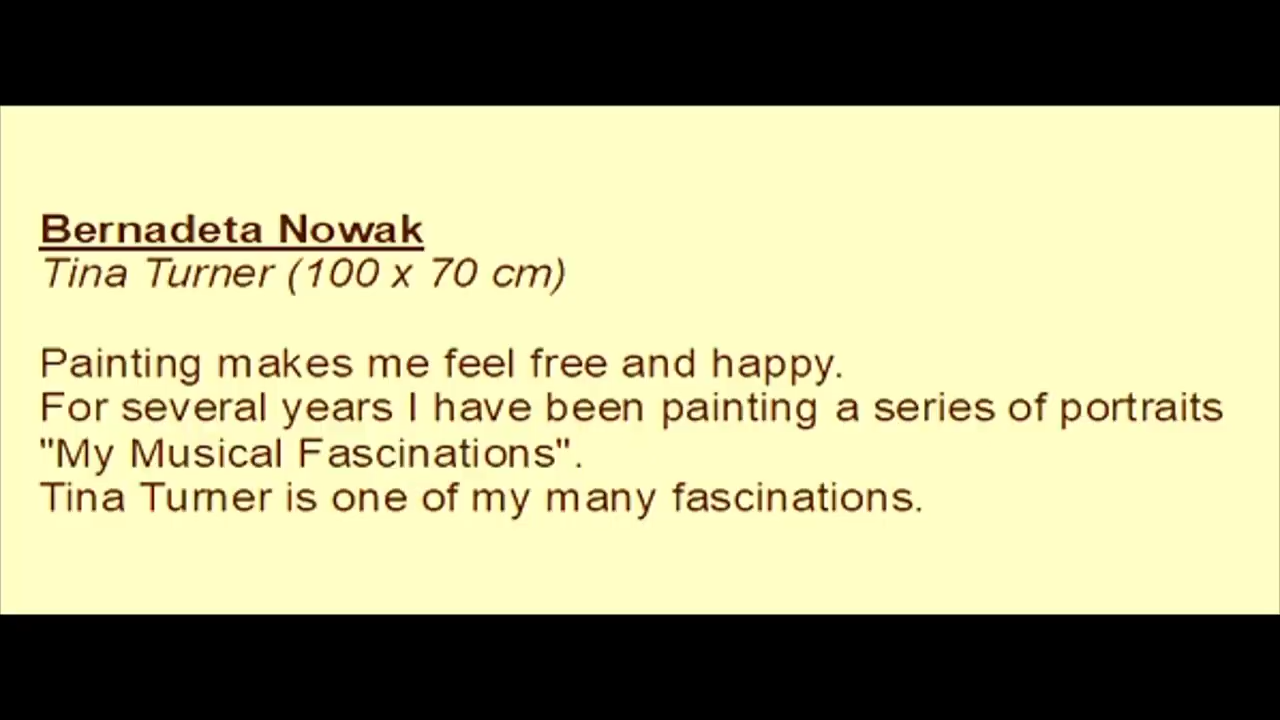 Bernadeta Nowak
Tina Turner (100 x 70 cm)
Painting makes me feel free and happy.
For several years I have been painting a series of portraits
"My Musical Fascinations".
Tina Turner is one of my many fascinations.